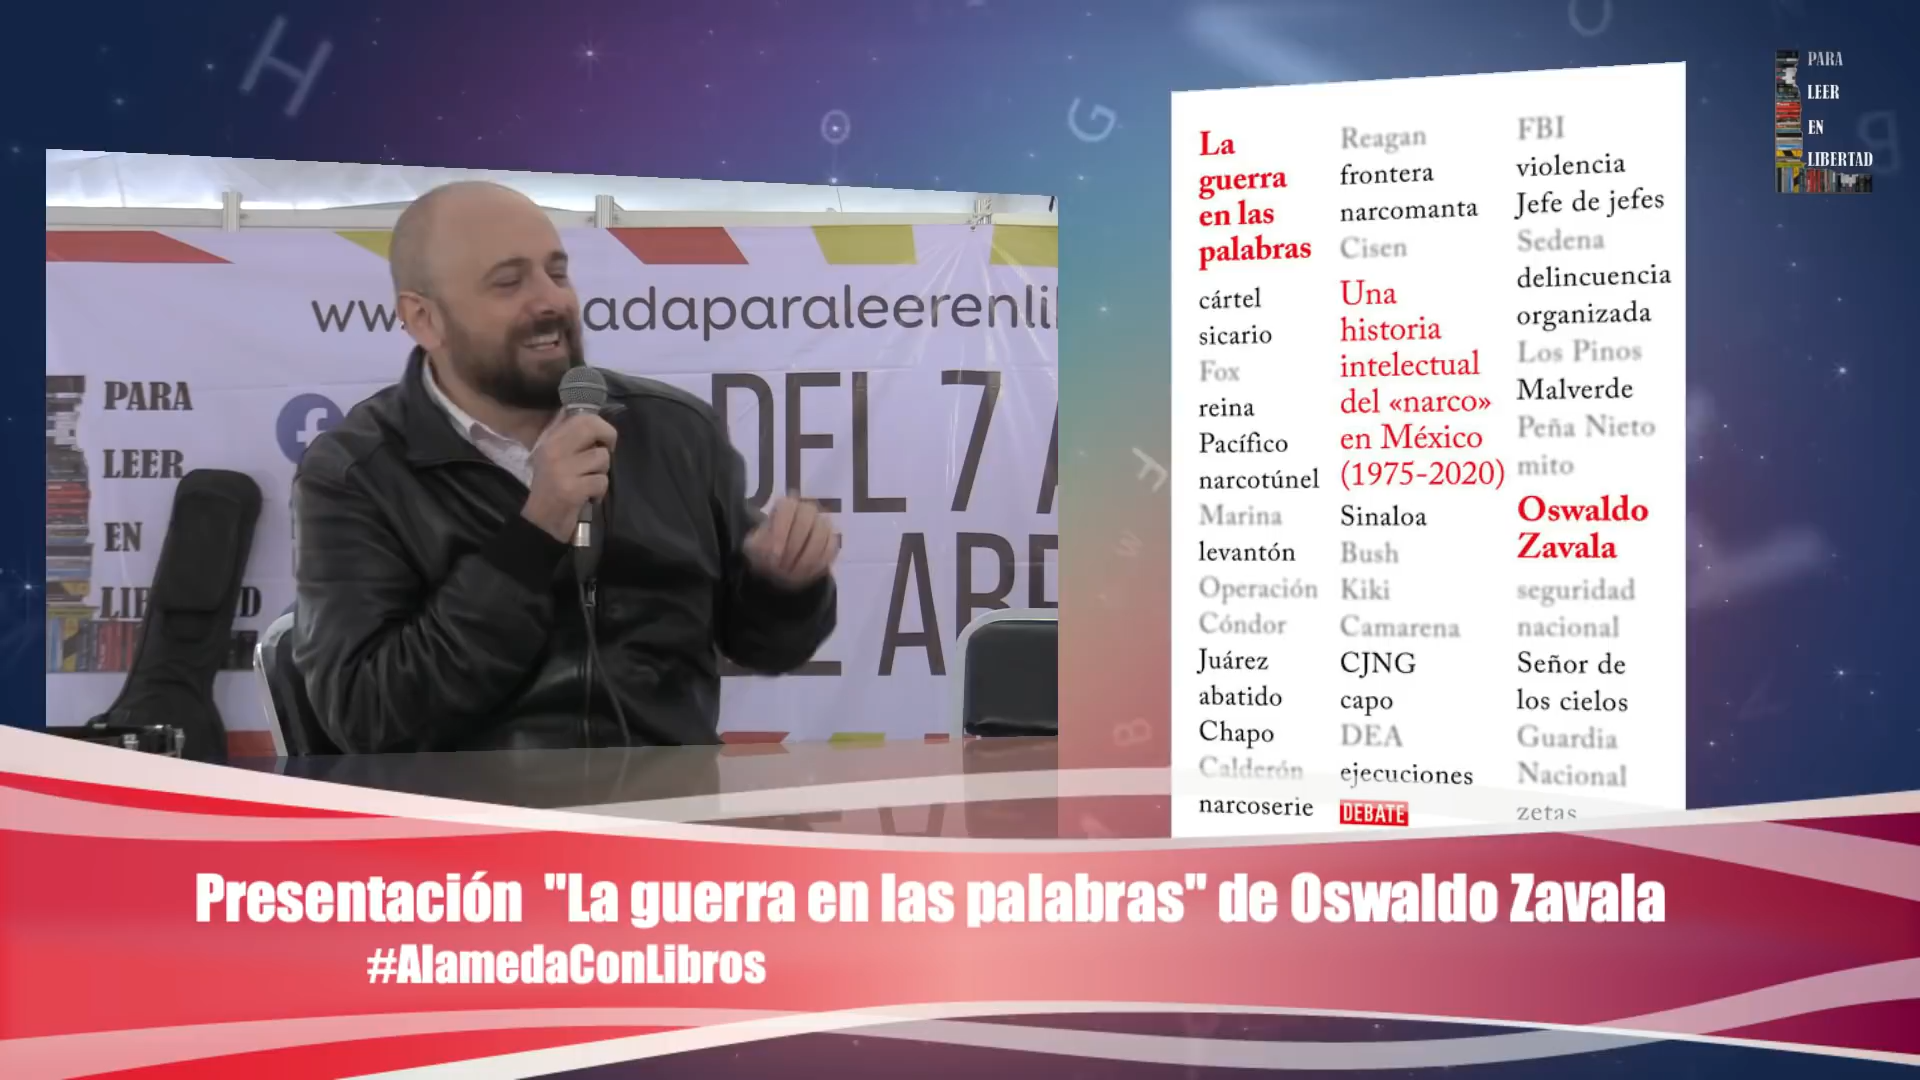 PARA
LEER
EN
LIBERTAD
adaparaleerenli
PARA
LEER
EN
DEL 7 A
ABR
La
guerra
en las
palabras
cártel
sicario
Fox
reina
Pacífico
narcotúnel
Marina
levantón
Operación
Cóndor
Juárez
abatido
Chapo
Calderón
narcoserie
Reagan
frontera
narcomanta
Cisen
Una
historia
intelectual
del «narco»
en México
(1975-2020)
Sinaloa
Bush
Kiki
Camarena
CJNG
capo
DEA
ejecuciones
DEBATE
FBI
violencia
Jefe de jefes
Sedena
delincuencia
organizada
Los Pinos
Malverde
Peña Nieto
mito
Oswaldo
Zavala
seguridad
nacional
Señor de
los cielos
Guardia
Nacional
zetas
Presentación "La guerra en las palabras" de Oswaldo Zavala
#AlamedaConLibros